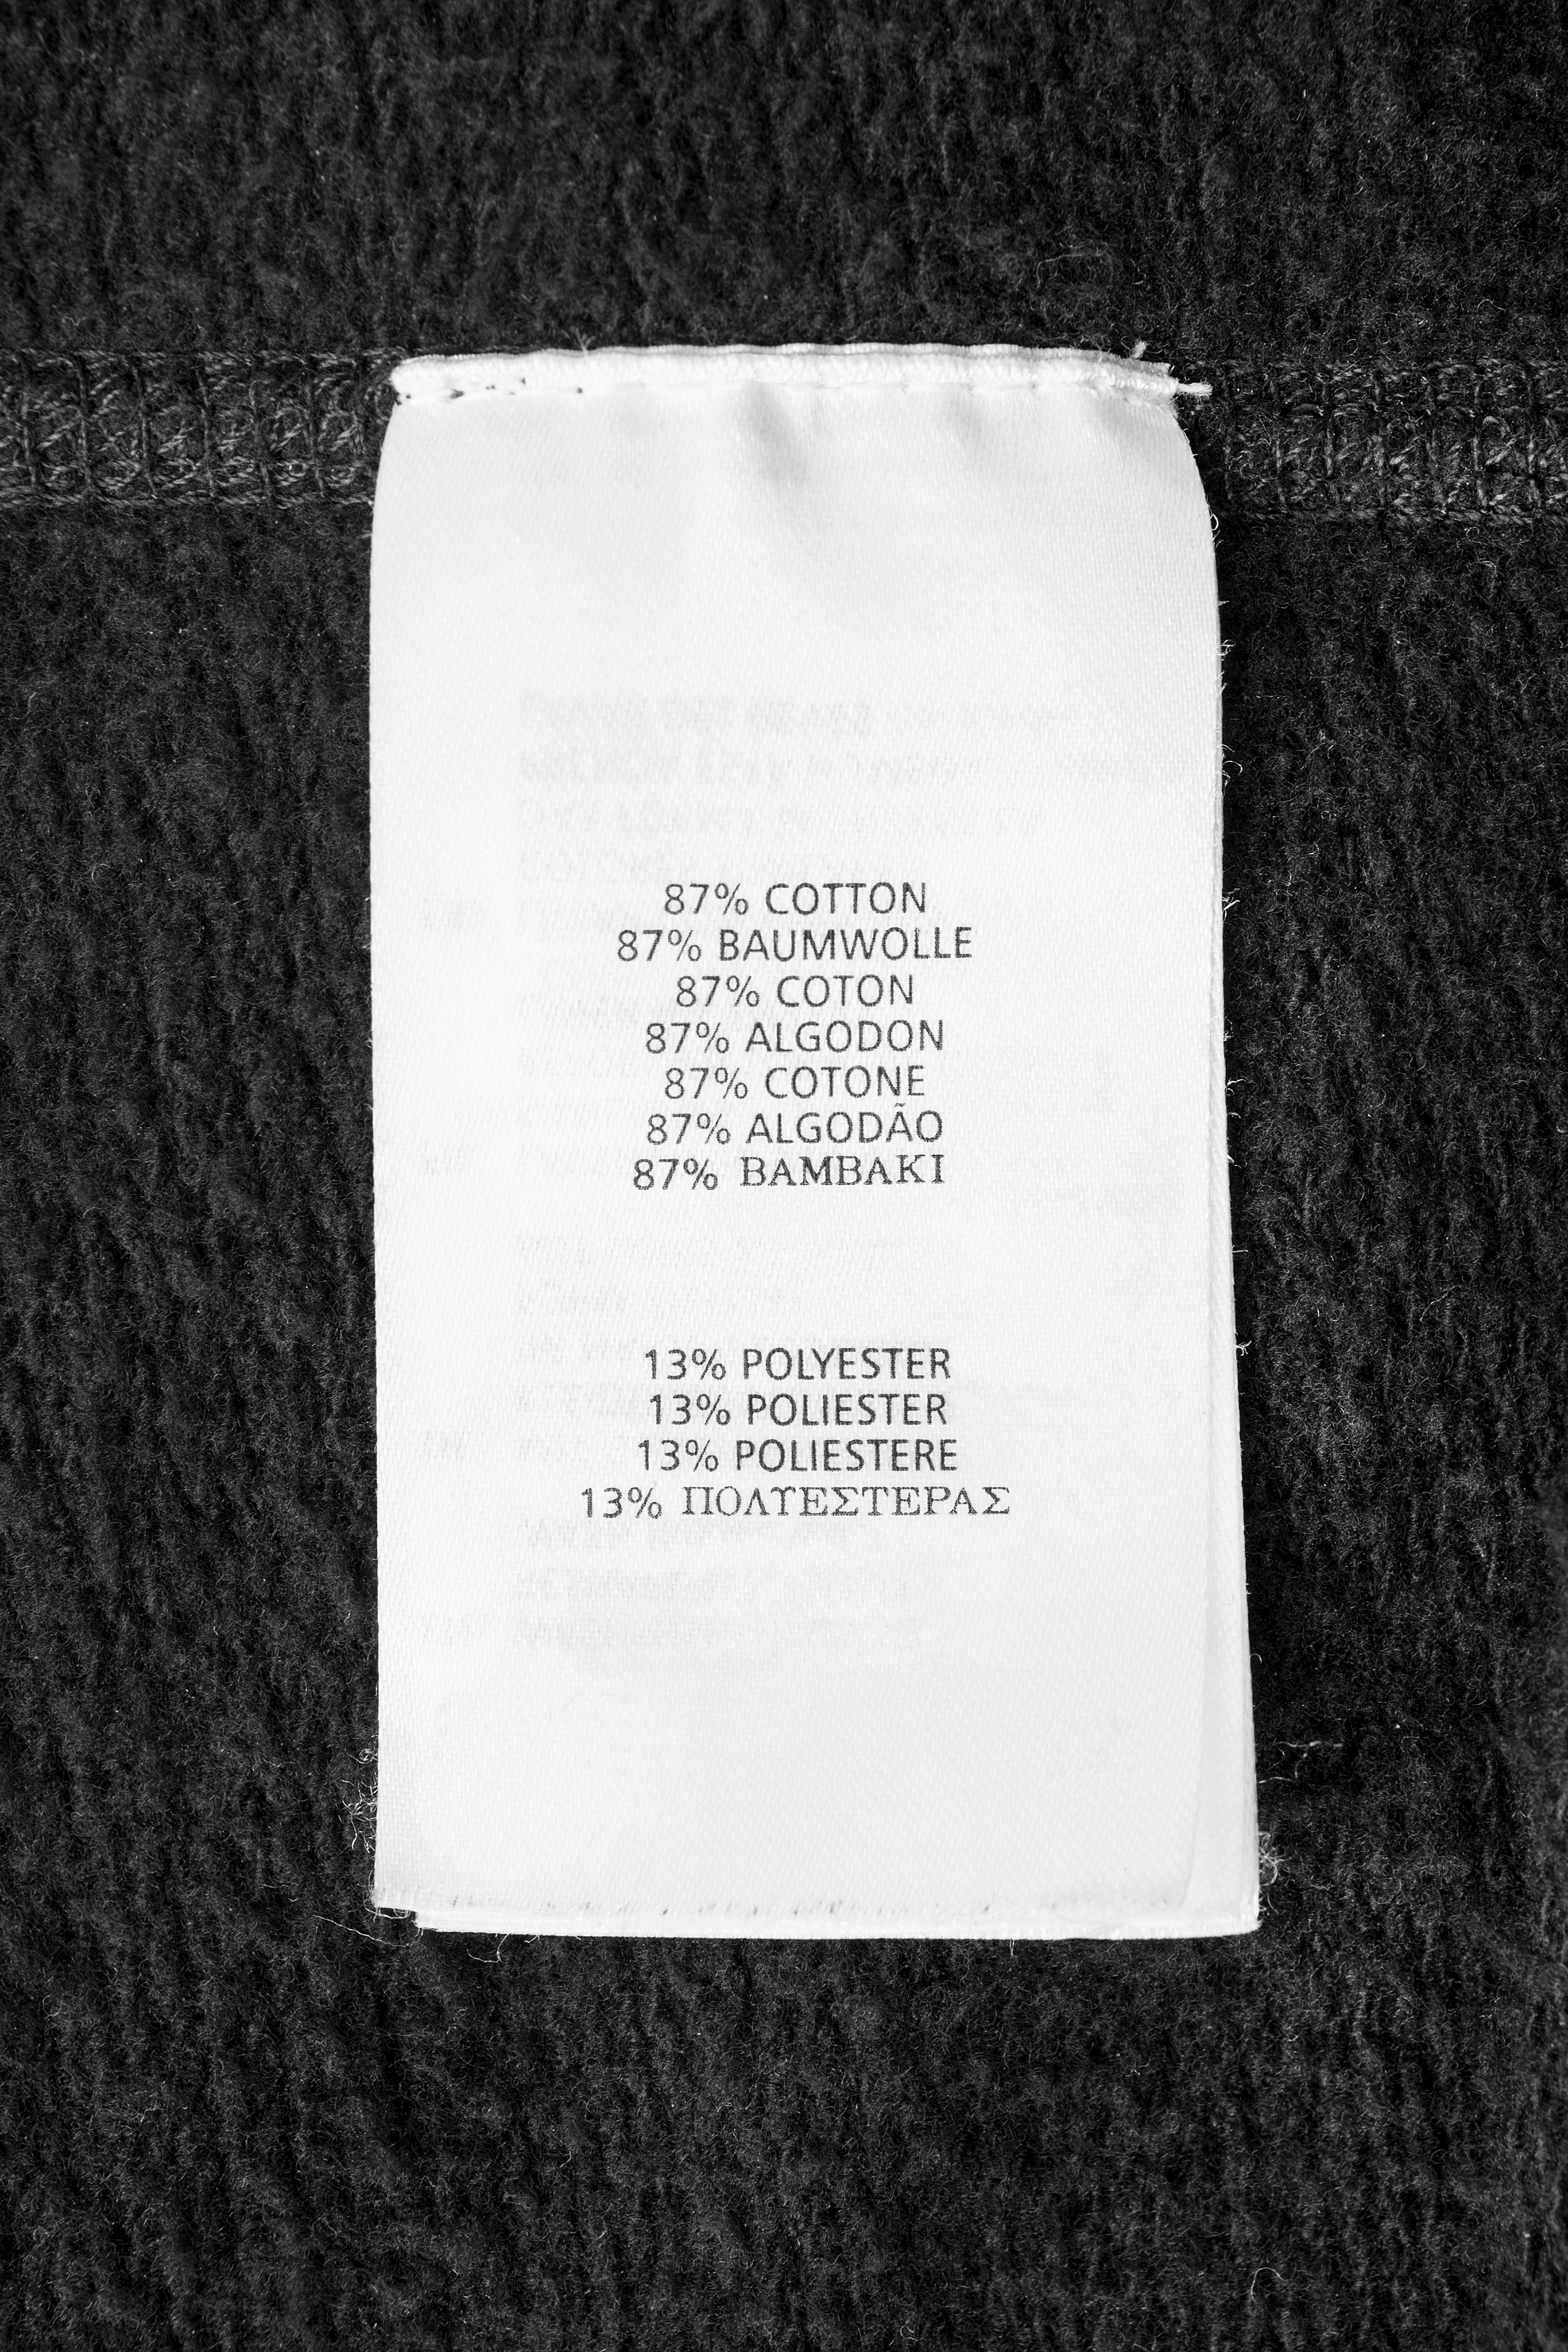 87% COTTON
87% BAUMWOLLE
87% COTON
87% ALGODON
87% COTONE
87% ALGODÃO
87% ΒΑΜΒΑΚΙ
13% POLYESTER
13% POLIESTER
13% POLIESTERE
13% ΠΟΛΥΕΣΤΕΡΑΣ